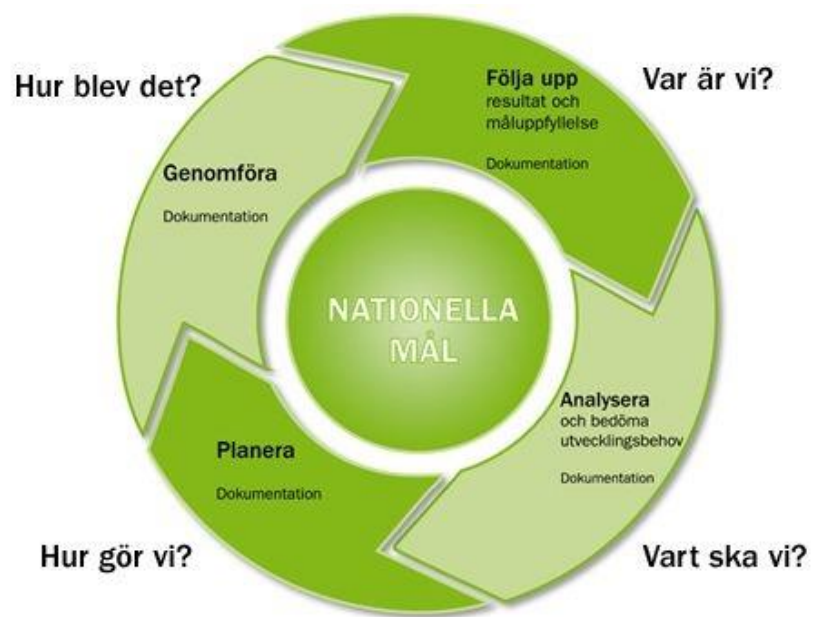 Hur blev det?
Var är vi?
Följa upp
resultat och
måluppfyllelse
Dokumentation
Genomföra
Dokumentation
NATIONELLA
MÅL
Analysera
och bedöma
utvecklingsbehov
Dokumentation
Planera
Dokumentation
Hur gör vi?
Vart ska vi?